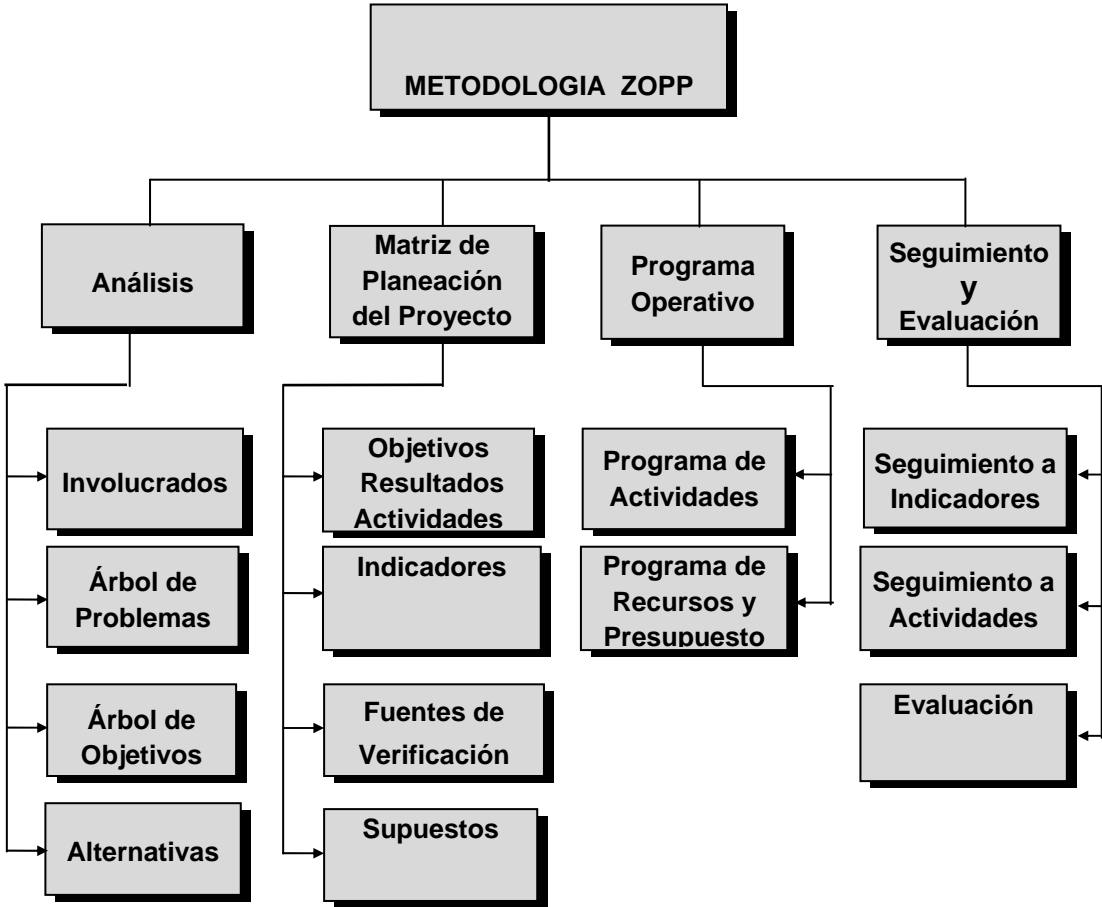 METODOLOGIA ZOPP
Análisis
Matriz de
Planeación
del Proyecto
Programa
Operativo
Seguimiento
y
Evaluación
Involucrados
Árbol de
Problemas
Árbol de
Objetivos
Alternativas
Objetivos
Resultados
Actividades
Indicadores
Fuentes de
Verificación
Supuestos
Programa de
Actividades
Programa de
Recursos y
Presupuesto
Seguimiento a
Indicadores
Seguimiento a
Actividades
Evaluación